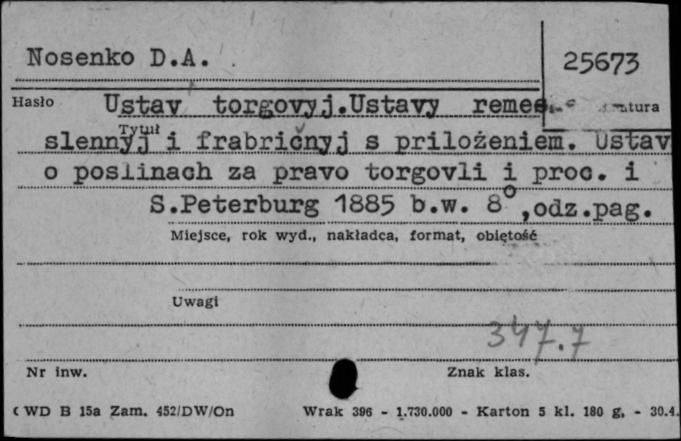 Nosenko D.A.
25673
Hasło Ustav torgovyj.Ustavy remes
Tytuł
slennyj i frabričnyj s priloženiem. Ustav
o poslinach za pravo torgovli i proc. i
S.Peterburg 1885 b.w. 8°,odz.pag.
Miejsce, rok wyd., nakładca, format, objętość
Uwagi
347.7
Nr inw. Znak klas.
CWD B 15a Zam. 452/DW/On Wrak 396 - 1.730.000 - Karton 5 kl. 180 g, - 30.4.